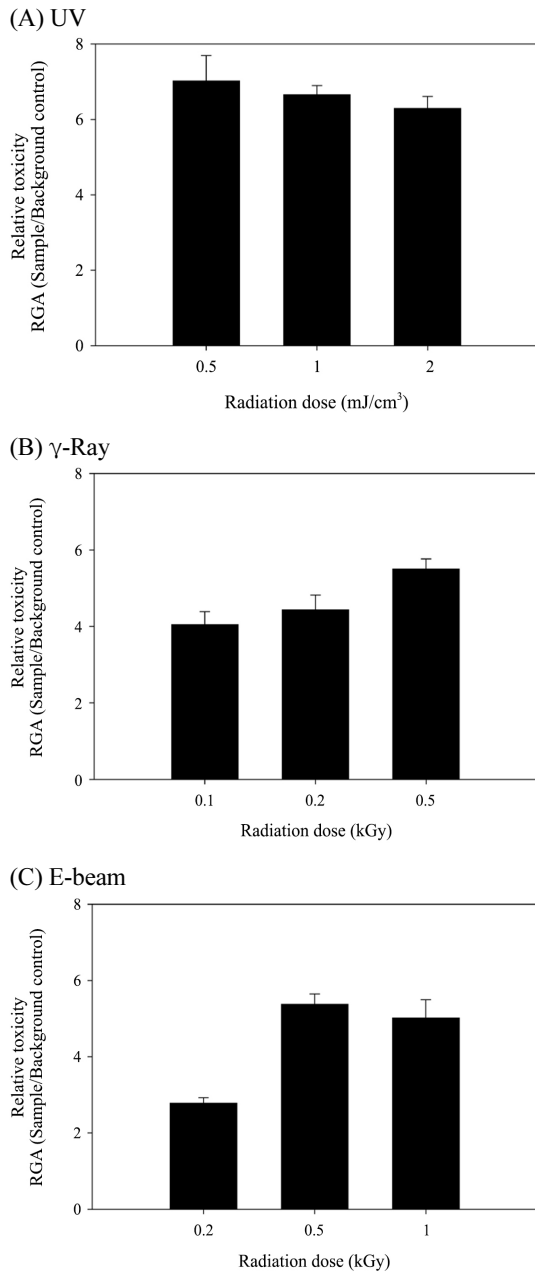 (A) UV
Relative toxicity
RGA (Sample/Background control)
8
6
4
2
0
0.5 1 2
Radiation dose (mJ/cm³)
(B) γ-Ray
Relative toxicity
RGA (Sample/Background control)
8
6
4
2
0
0.1 0.2 0.5
Radiation dose (kGy)
(C) E-beam
Relative toxicity
RGA (Sample/Background control)
8
6
4
2
0
0.2 0.5 1
Radiation dose (kGy)